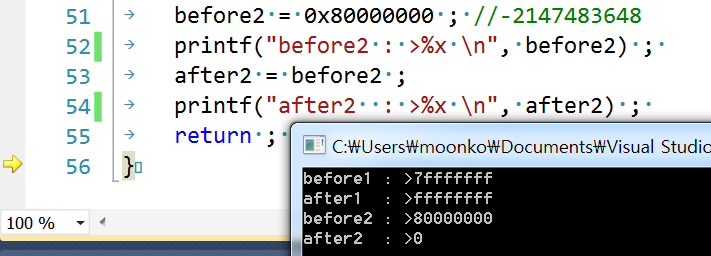 51 → before2 = 0x80000000 ; //-2147483648
52 → printf("before2 : >%x \n", before2) ;
53 → after2 = before2 ;
54 → printf("after2  : >%x \n", after2) ;
55 → return ;
56 }
100 %
C:₩Users₩moonko₩Documents₩Visual Studio
before1 : >7fffffff
after1  : >ffffffff
before2 : >80000000
after2  : >0